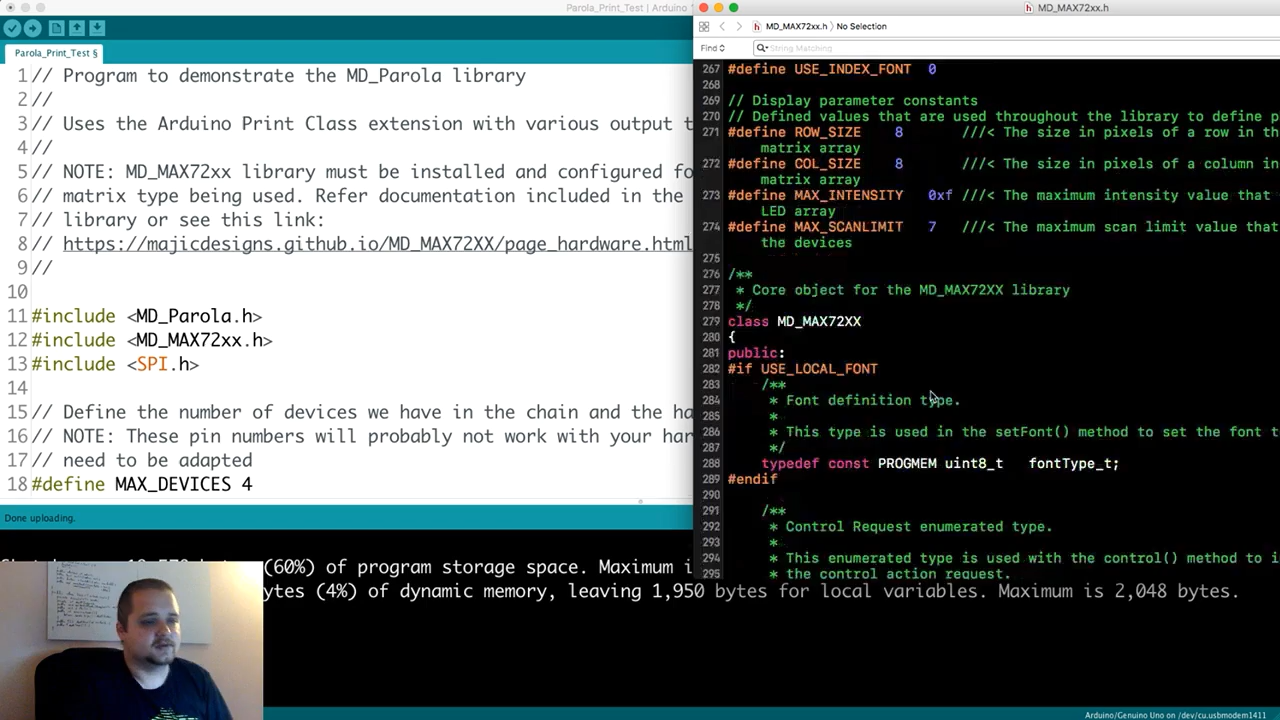 Parola_Print_Test | Arduino 1
Parola_Print_Test §
1 // Program to demonstrate the MD_Parola library
2 //
3 // Uses the Arduino Print Class extension with various output t
4 //
5 // NOTE: MD_MAX72xx library must be installed and configured fo
6 // matrix type being used. Refer documentation included in the
7 // library or see this link:
8 // https://majicdesigns.github.io/MD_MAX72XX/page_hardware.html
9 //
10
11 #include <MD_Parola.h>
12 #include <MD_MAX72xx.h>
13 #include <SPI.h>
14
15 // Define the number of devices we have in the chain and the ha
16 // NOTE: These pin numbers will probably not work with your har
17 // need to be adapted
18 #define MAX_DEVICES 4
Done uploading.
(60%) of program storage space. Maximum i
ytes (4%) of dynamic memory, leaving 1,950 bytes for local variables. Maximum is 2,048 bytes.
Arduino/Genuino Uno on /dev/cu.usbmodem1411
MD_MAX72xx.h
MD_MAX72xx.h › No Selection
Find
String Matching
267 #define USE_INDEX_FONT 0
268
269 // Display parameter constants
270 // Defined values that are used throughout the library to define p
271 #define ROW_SIZE 8 ///< The size in pixels of a row in the
matrix array
272 #define COL_SIZE 8 ///< The size in pixels of a column in
matrix array
273 #define MAX_INTENSITY 0xf ///< The maximum intensity value that
LED array
274 #define MAX_SCANLIMIT 7 ///< The maximum scan limit value that
the devices
275
276 /**
277 * Core object for the MD_MAX72XX library
278 */
279 class MD_MAX72XX
280 {
281 public:
282 #if USE_LOCAL_FONT
283 /**
284 * Font definition type.
285 *
286 * This type is used in the setFont() method to set the font t
287 */
288 typedef const PROGMEM uint8_t fontType_t;
289 #endif
290
291 /**
292 * Control Request enumerated type.
293 *
294 * This enumerated type is used with the control() method to i
295 the control action request.